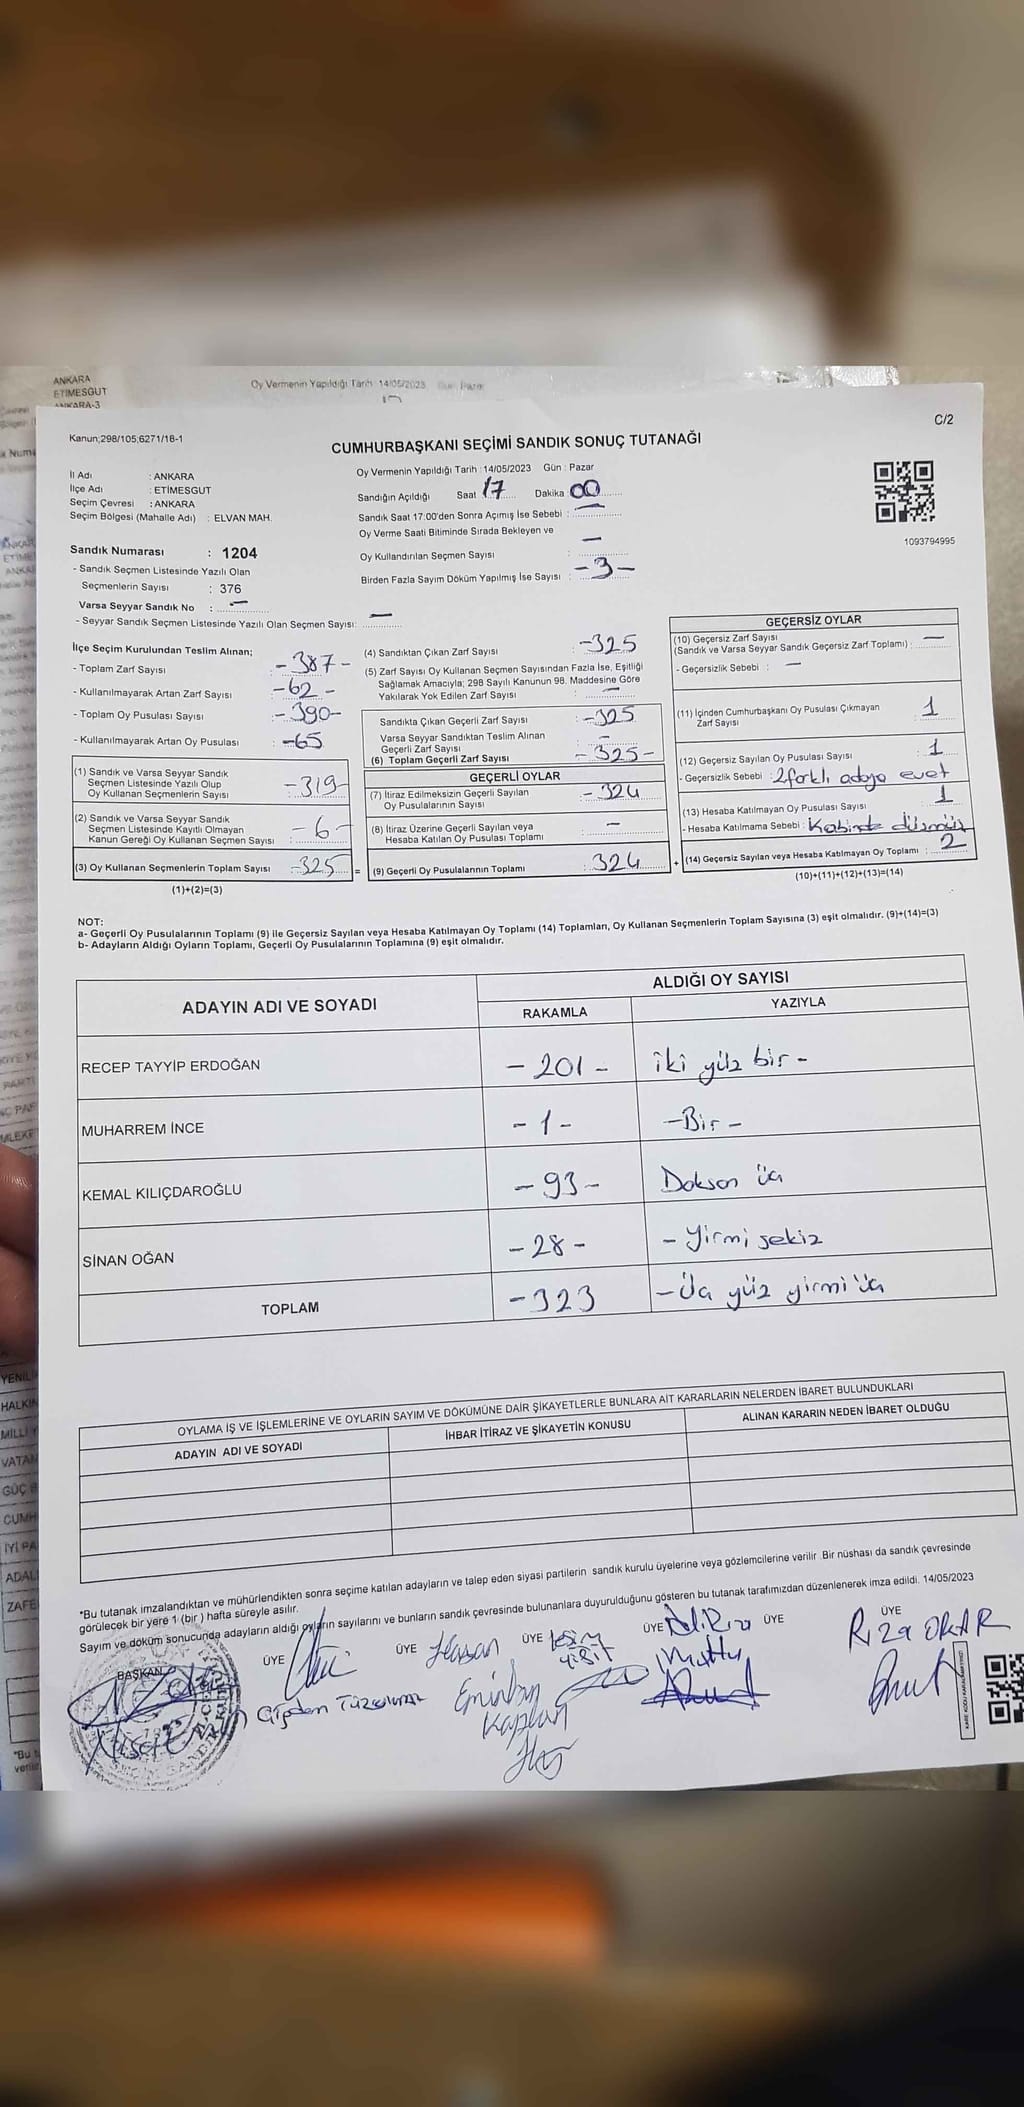 ANKARA
ETİMESGUT
ANKARA-3
Oy Vermenin Yapıldığı Tarih 14/05/2023
C/2
Kanun;298/105;6271/18-1
CUMHURBAŞKANI SEÇİMİ SANDIK SONUÇ TUTANAĞI
İl Adı : ANKARA
İlçe Adı : ETİMESGUT
Seçim Çevresi : ANKARA
Seçim Bölgesi (Mahalle Adı) : ELVAN MAH.
Oy Vermenin Yapıldığı Tarih : 14/05/2023 Gün : Pazar
Sandığın Açıldığı Saat 17 Dakika : 00
Sandık Saat 17:00'den Sonra Açımış İse Sebebi : —
Oy Verme Saati Bitiminde Sırada Bekleyen ve
Oy Kullandırılan Seçmen Sayısı : —
Birden Fazla Sayım Döküm Yapılmış İse Sayısı : -3-
1093794995
Sandık Numarası : 1204
- Sandık Seçmen Listesinde Yazılı Olan
Seçmenlerin Sayısı : 376
Varsa Seyyar Sandık No : —
- Seyyar Sandık Seçmen Listesinde Yazılı Olan Seçmen Sayısı: —
İlçe Seçim Kurulundan Teslim Alınan;
- Toplam Zarf Sayısı : -387-
- Kullanılmayarak Artan Zarf Sayısı : -62-
- Toplam Oy Pusulası Sayısı : -390-
- Kullanılmayarak Artan Oy Pusulası : -65
(1) Sandık ve Varsa Seyyar Sandık
Seçmen Listesinde Yazılı Olup
Oy Kullanan Seçmenlerin Sayısı : -319-
(2) Sandık ve Varsa Seyyar Sandık
Seçmen Listesinde Kayıtlı Olmayan
Kanun Gereği Oy Kullanan Seçmen Sayısı : -6-
(3) Oy Kullanan Seçmenlerin Toplam Sayısı : 325 =
(1)+(2)=(3)
(4) Sandıktan Çıkan Zarf Sayısı : -325
(5) Zarf Sayısı Oy Kullanan Seçmen Sayısından Fazla İse, Eşitliği
Sağlamak Amacıyla; 298 Sayılı Kanunun 98. Maddesine Göre
Yakılarak Yok Edilen Zarf Sayısı : —
Sandıkta Çıkan Geçerli Zarf Sayısı : -325
Varsa Seyyar Sandıktan Teslim Alınan
Geçerli Zarf Sayısı : -
(6) Toplam Geçerli Zarf Sayısı : -325-
GEÇERLİ OYLAR
(7) İtiraz Edilmeksizin Geçerli Sayılan
Oy Pusulalarının Sayısı : - 324
(8) İtiraz Üzerine Geçerli Sayılan veya
Hesaba Katılan Oy Pusulası Toplamı : —
(9) Geçerli Oy Pusulalarının Toplamı : 324 +
GEÇERSİZ OYLAR
(10) Geçersiz Zarf Sayısı
(Sandık ve Varsa Seyyar Sandık Geçersiz Zarf Toplamı) : —
- Geçersizlik Sebebi : —
(11) İçinden Cumhurbaşkanı Oy Pusulası Çıkmayan
Zarf Sayısı : 1
(12) Geçersiz Sayılan Oy Pusulası Sayısı : 1
- Geçersizlik Sebebi : 2 farklı adaya evet
(13) Hesaba Katılmayan Oy Pusulası Sayısı : 1
- Hesaba Katılmama Sebebi : Kabinde düşmüş
(14) Geçersiz Sayılan veya Hesaba Katılmayan Oy Toplamı : 2
(10)+(11)+(12)+(13)=(14)
NOT:
a- Geçerli Oy Pusulalarının Toplamı (9) ile Geçersiz Sayılan veya Hesaba Katılmayan Oy Toplamı (14) Toplamları, Oy Kullanan Seçmenlerin Toplam Sayısına (3) eşit olmalıdır. (9)+(14)=(3)
b- Adayların Aldığı Oyların Toplamı, Geçerli Oy Pusulalarının Toplamına (9) eşit olmalıdır.
ADAYIN ADI VE SOYADI
ALDIĞI OY SAYISI
RAKAMLA YAZIYLA
RECEP TAYYİP ERDOĞAN - 201 - iki yüz bir -
MUHARREM İNCE - 1 - - Bir -
KEMAL KILIÇDAROĞLU - 93 - Doksan üç
SİNAN OĞAN - 28 - - Yirmi sekiz
TOPLAM - 323 - Üç yüz yirmi üç
OYLAMA İŞ VE İŞLEMLERİNE VE OYLARIN SAYIM VE DÖKÜMÜNE DAİR ŞİKAYETLERLE BUNLARA AİT KARARLARIN NELERDEN İBARET BULUNDUKLARI
ADAYIN ADI VE SOYADI İHBAR İTİRAZ VE ŞİKAYETİN KONUSU ALINAN KARARIN NEDEN İBARET OLDUĞU
*Bu tutanak imzalandıktan ve mühürlendikten sonra seçime katılan adayların ve talep eden siyasi partilerin sandık kurulu üyelerine veya gözlemcilerine verilir .Bir nüshası da sandık çevresinde
görülecek bir yere 1 (bir ) hafta süreyle asılır.
Sayım ve döküm sonucunda adayların aldığı oyların sayılarını ve bunların sandık çevresinde bulunanlara duyurulduğunu gösteren bu tutanak tarafımızdan düzenlenerek imza edildi. 14/05/2023
BAŞKAN ÜYE ÜYE ÜYE ÜYE ÜYE ÜYE
Hasan
Ali Rıza
Rıza OKAR
Kaplan